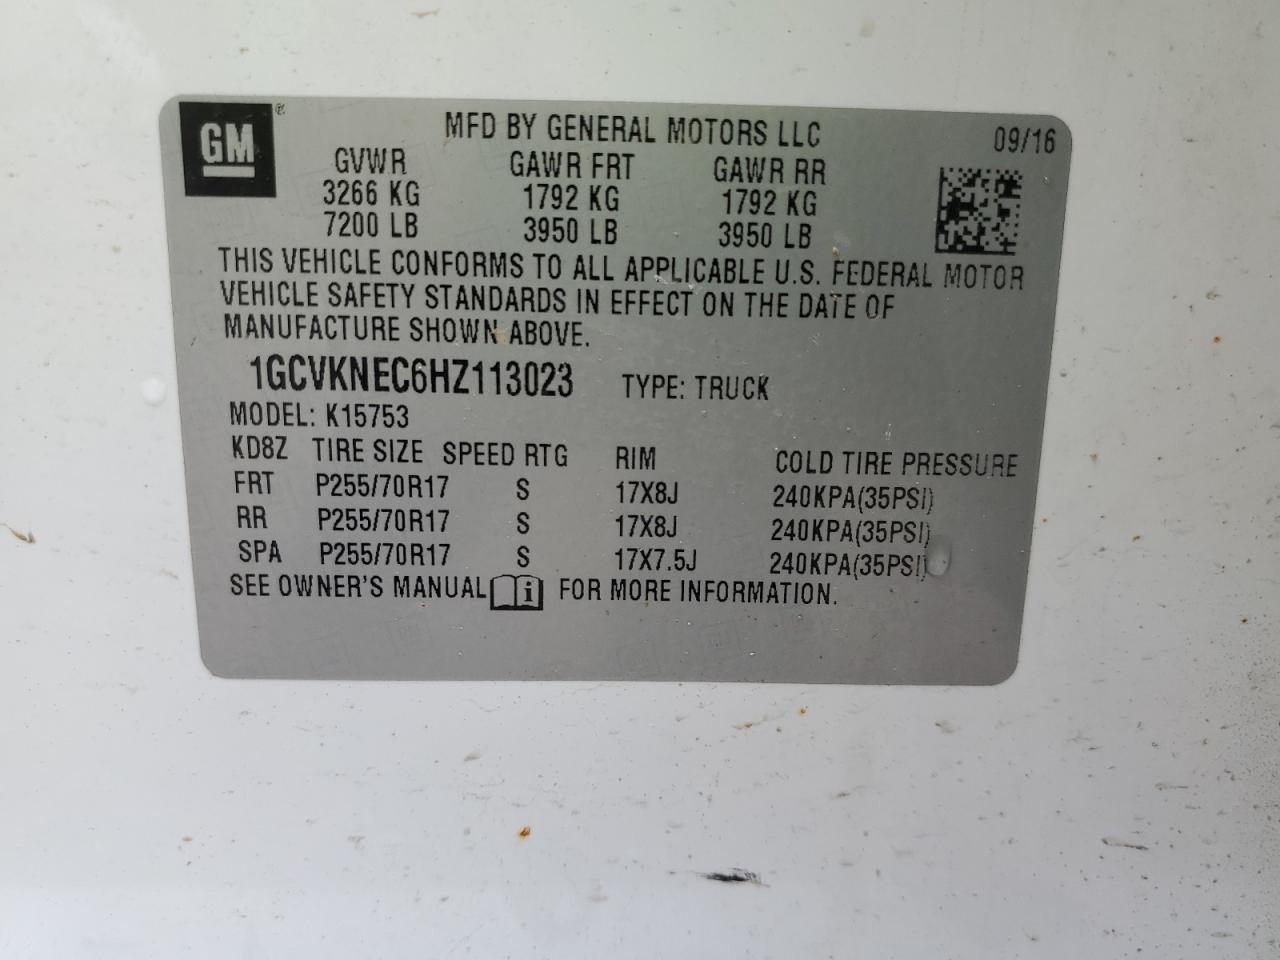 GM ®
MFD BY GENERAL MOTORS LLC 09/16
GVWR GAWR FRT GAWR RR
3266 KG 1792 KG 1792 KG
7200 LB 3950 LB 3950 LB
THIS VEHICLE CONFORMS TO ALL APPLICABLE U.S. FEDERAL MOTOR
VEHICLE SAFETY STANDARDS IN EFFECT ON THE DATE OF
MANUFACTURE SHOWN ABOVE.
1GCVKNEC6HZ113023 TYPE: TRUCK
MODEL: K15753
KD8Z TIRE SIZE SPEED RTG RIM COLD TIRE PRESSURE
FRT P255/70R17 S 17X8J 240KPA(35PSI)
RR P255/70R17 S 17X8J 240KPA(35PSI)
SPA P255/70R17 S 17X7.5J 240KPA(35PSI)
SEE OWNER'S MANUAL i FOR MORE INFORMATION.